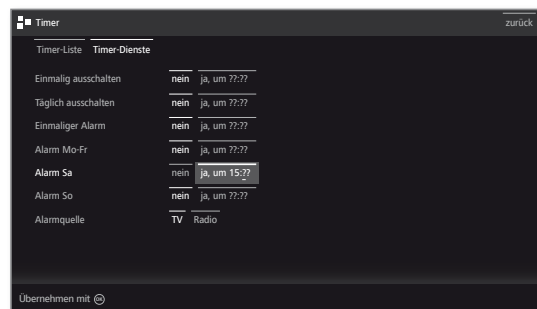 Timer zurück
Timer-Liste Timer-Dienste
Einmalig ausschalten nein ja, um ??:??
Täglich ausschalten nein ja, um ??:??
Einmaliger Alarm nein ja, um ??:??
Alarm Mo-Fr nein ja, um ??:??
Alarm Sa nein ja, um 15:??
Alarm So nein ja, um ??:??
Alarmquelle TV Radio
Übernehmen mit OK